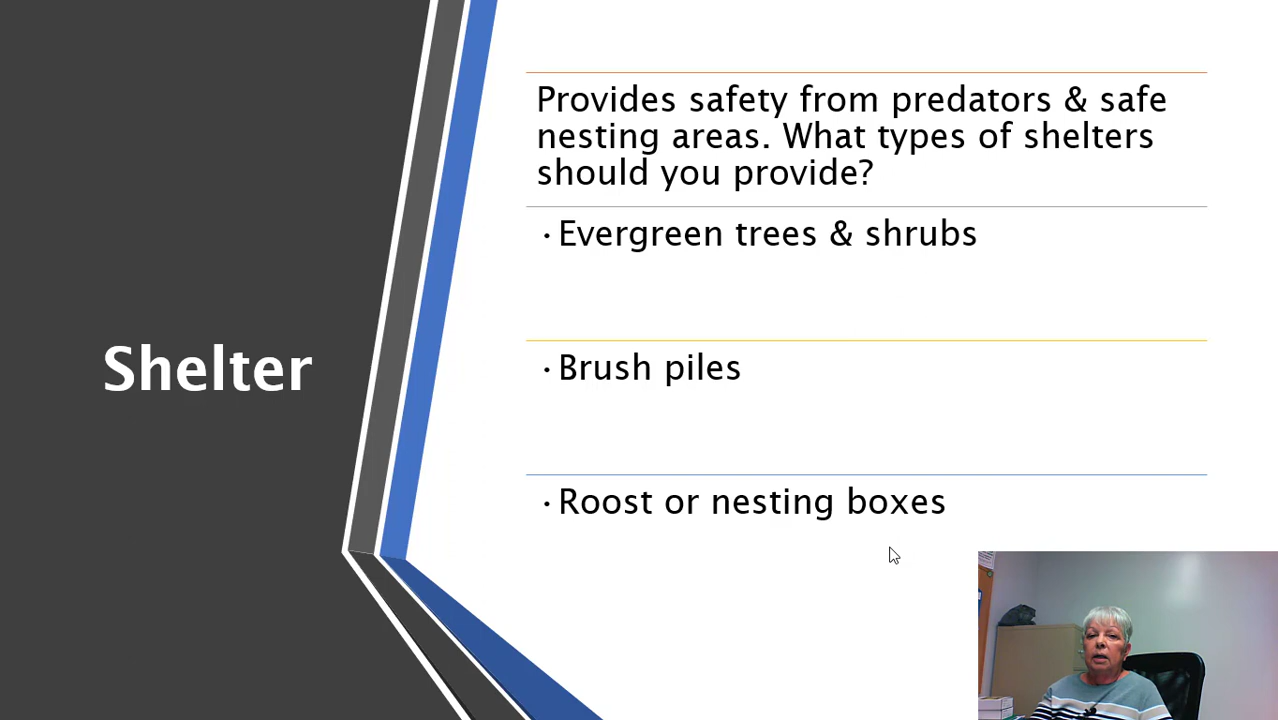 Shelter
Provides safety from predators & safe
nesting areas. What types of shelters
should you provide?
• Evergreen trees & shrubs
• Brush piles
• Roost or nesting boxes